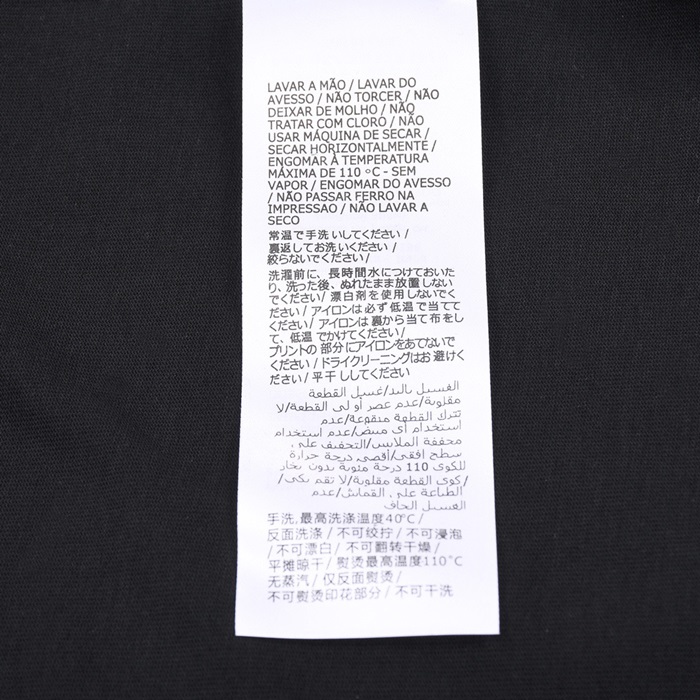 LAVAR A MÃO / LAVAR DO
AVESSO / NÃO TORCER / NÃO
DEIXAR DE MOLHO / NÃO
TRATAR COM CLORO / NÃO
USAR MÁQUINA DE SECAR /
SECAR HORIZONTALMENTE /
ENGOMAR À TEMPERATURA
MÁXIMA DE 110 °C - SEM
VAPOR / ENGOMAR DO AVESSO
/ NÃO PASSAR FERRO NA
IMPRESSAO / NÃO LAVAR A
SECO
常温で手洗いしてください /
裏返してお洗いください /
絞らないでください /
洗濯前に、長時間水につけておいた
り、洗った後、ぬれたまま放置しない
でください / 漂白剤を使用しないでく
ださい / アイロンは必ず低温で当てて
ください / アイロンは裏から当て布をし
て、低温でかけてください /
プリントの部分にアイロンをあてないで
ください / ドライクリーニングはお避けく
ださい / 平干ししてください
الغسيل باليد/غسيل القطعة
مقلوبة/عدم عصر أو لى القطعة/لا
تترك القطعة منقوعة/عدم
استخدام أى مبيض/عدم استخدام
مجففة الملابس/التجفيف على
سطح افقي/أقصى درجة حرارة
للكوى 110 درجة مئوية بدون بخار
/كوى القطعة مقلوبة/لا تقم بكى
الطباعة على القماش/عدم
الغسيل الجاف
手洗,最高洗涤温度40°C /
反面洗涤 / 不可绞拧 / 不可浸泡
/ 不可漂白 / 不可翻转干燥 /
平摊晾干 / 熨烫最高温度110°C
无蒸汽 / 仅反面熨烫 /
不可熨烫印花部分 / 不可干洗